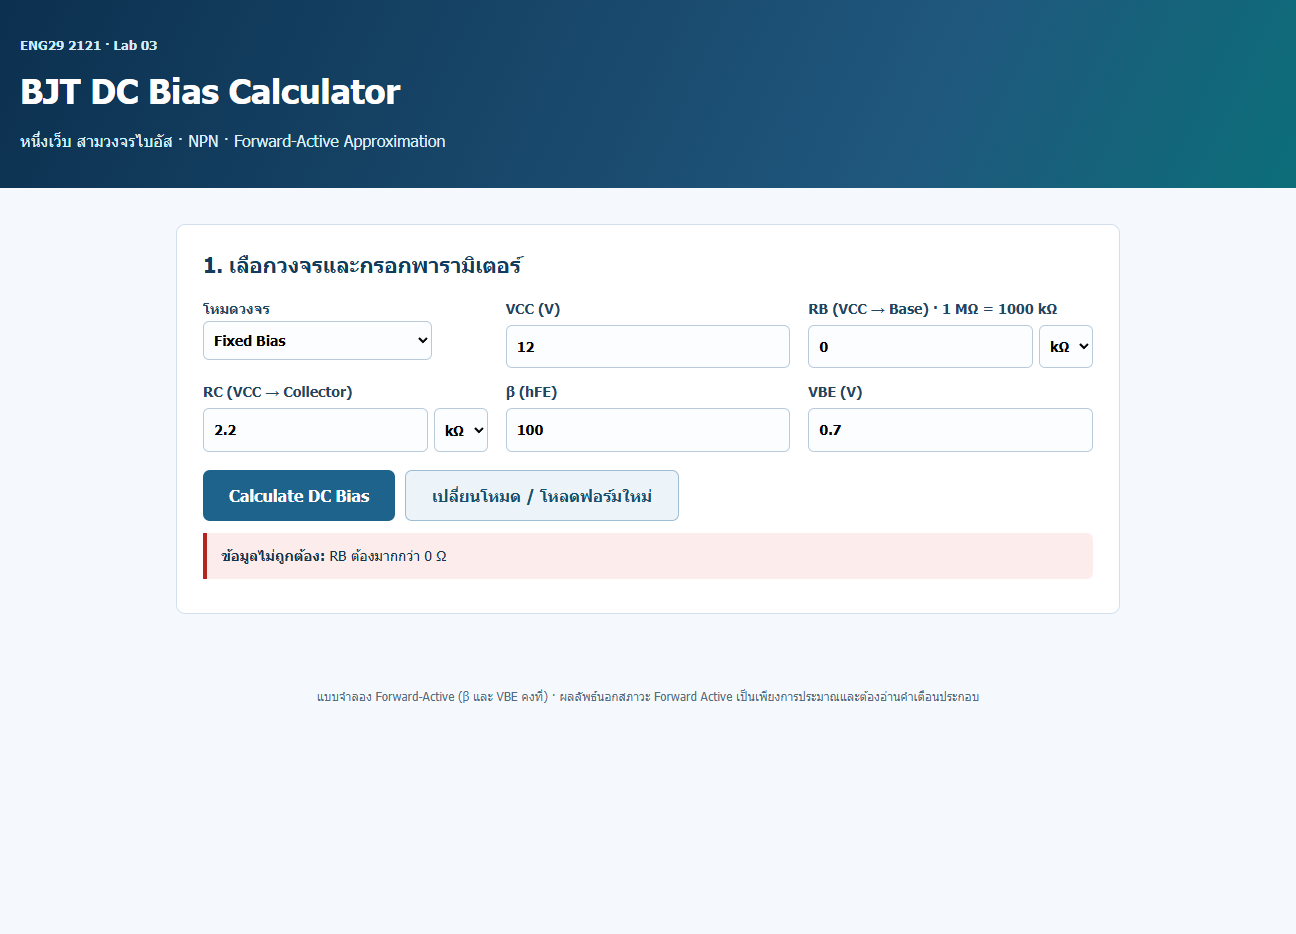 ENG29 2121 · Lab 03
BJT DC Bias Calculator
หนึ่งเว็บ สามวงจรไบอัส · NPN · Forward-Active Approximation
1. เลือกวงจรและกรอกพารามิเตอร์
โหมดวงจร
VCC (V)
RB (VCC → Base) · 1 MΩ = 1000 kΩ
Fixed Bias
12
0
kΩ
RC (VCC → Collector)
β (hFE)
VBE (V)
2.2
kΩ
100
0.7
Calculate DC Bias
เปลี่ยนโหมด / โหลดฟอร์มใหม่
ข้อมูลไม่ถูกต้อง: RB ต้องมากกว่า 0 Ω
แบบจำลอง Forward-Active (β และ VBE คงที่) · ผลลัพธ์นอกสภาวะ Forward Active เป็นเพียงการประมาณและต้องอ่านคำเตือนประกอบ